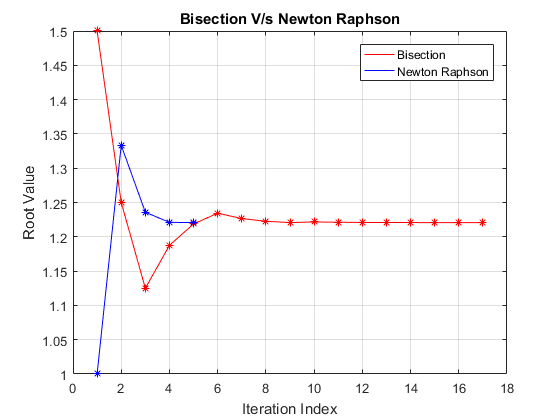 Bisection V/s Newton Raphson
Bisection
Newton Raphson
1.5
1.45
1.4
1.35
1.3
1.25
1.2
1.15
1.1
1.05
1
Root Value
0 2 4 6 8 10 12 14 16 18
Iteration Index